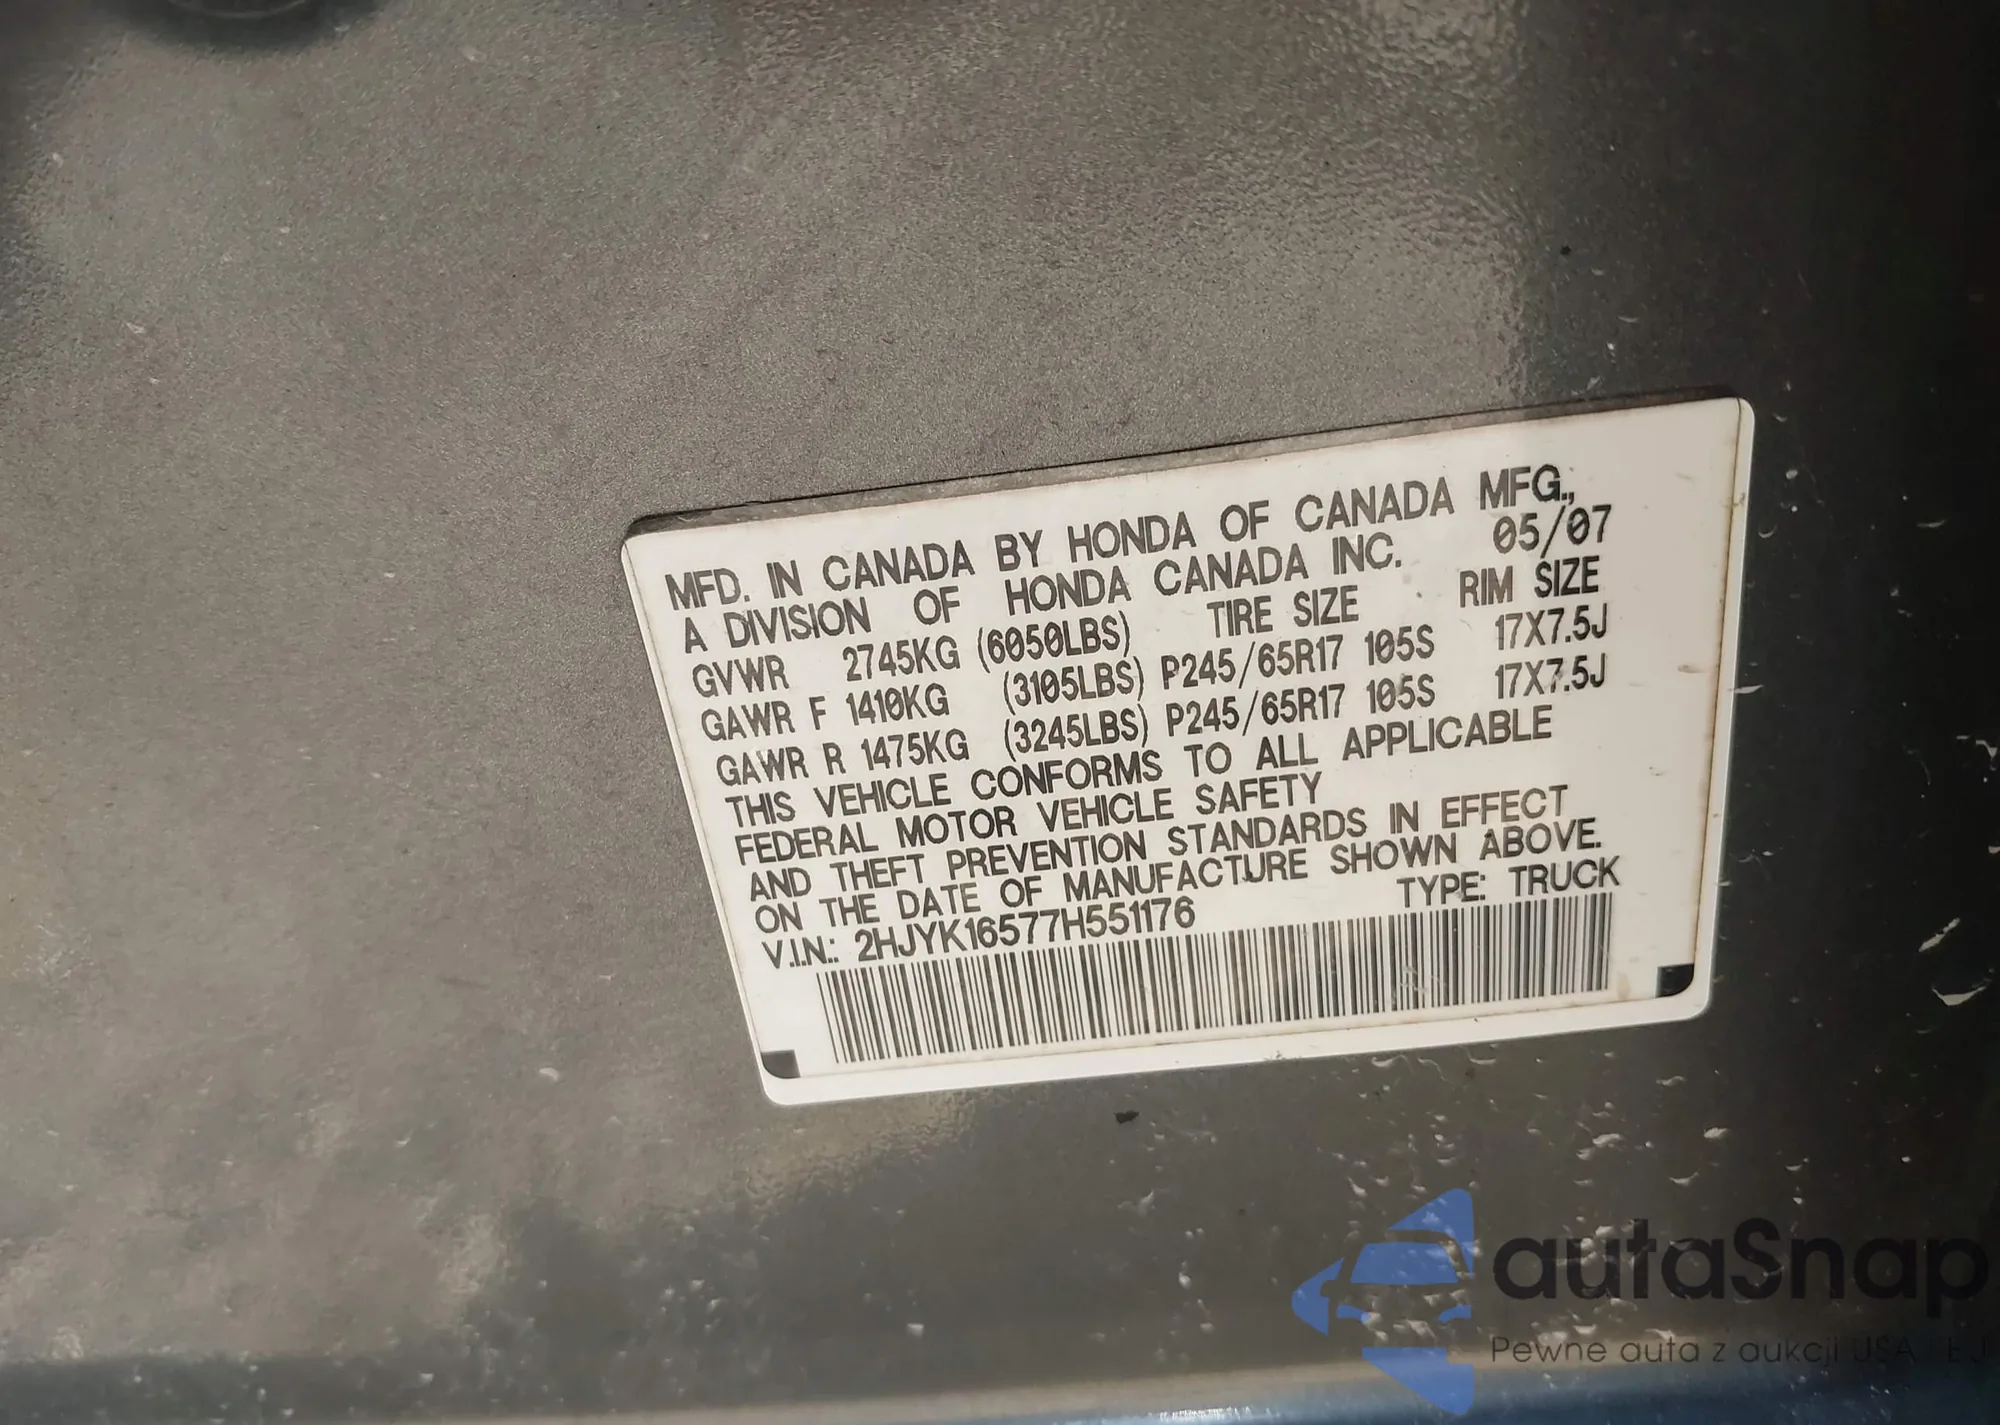 MFD. IN CANADA BY HONDA OF CANADA MFG.,
A DIVISION OF HONDA CANADA INC. 05/07
GVWR 2745KG (6050LBS) TIRE SIZE RIM SIZE
GAWR F 1410KG (3105LBS) P245/65R17 105S 17X7.5J
GAWR R 1475KG (3245LBS) P245/65R17 105S 17X7.5J
THIS VEHICLE CONFORMS TO ALL APPLICABLE
FEDERAL MOTOR VEHICLE SAFETY
AND THEFT PREVENTION STANDARDS IN EFFECT
ON THE DATE OF MANUFACTURE SHOWN ABOVE.
V.I.N.: 2HJYK16577H551176 TYPE: TRUCK
autaSnap
Pewne auta z aukcji USA i EU